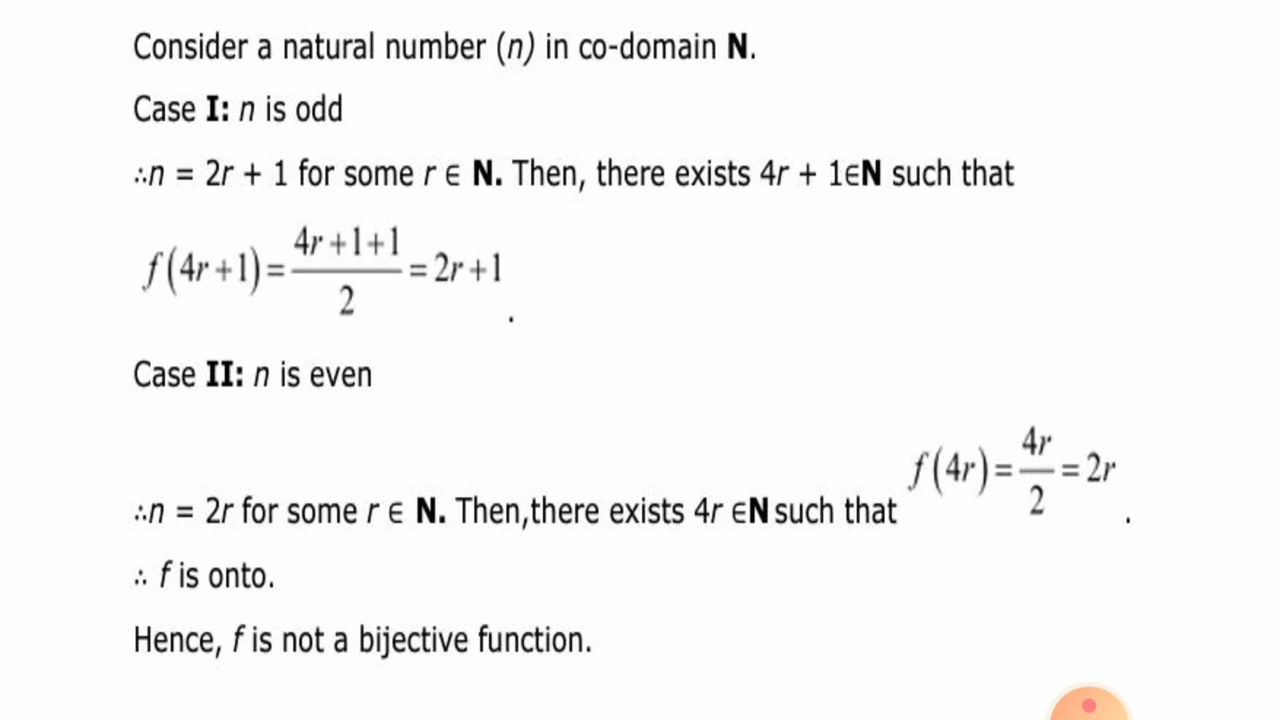 Consider a natural number (n) in co-domain N.
Case I: n is odd
∴n = 2r + 1 for some r ∈ N. Then, there exists 4r + 1∈N such that
f(4r+1)=\frac{4r+1+1}{2}=2r+1.
Case II: n is even
∴n = 2r for some r ∈ N. Then,there exists 4r ∈N such that f(4r)=\frac{4r}{2}=2r.
∴ f is onto.
Hence, f is not a bijective function.